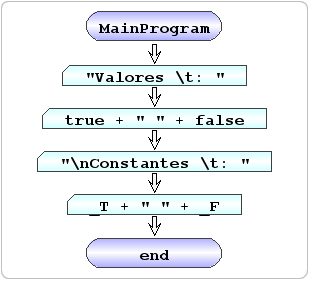 MainProgram
"Valores \t: "
true + " " + false
"\nConstantes \t: "
_T + " " + _F
end